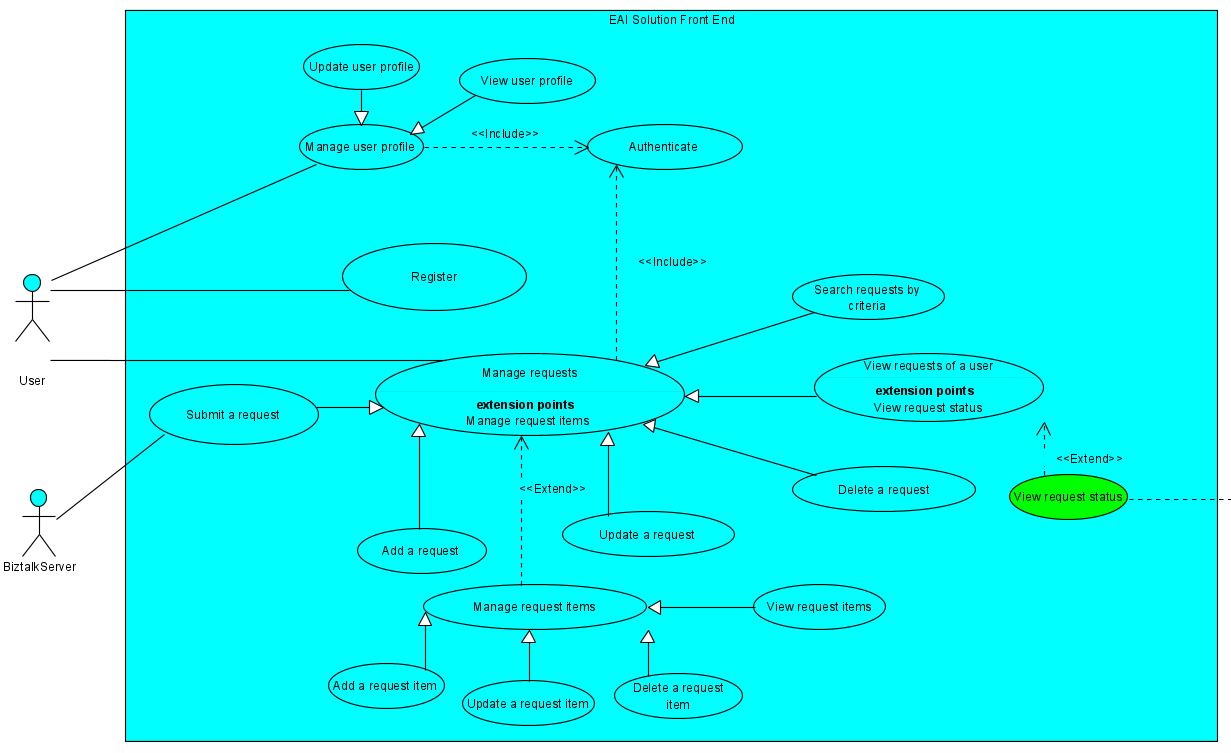 EAI Solution Front End
Update user profile
View user profile
<<Include>>
Manage user profile
Authenticate
<<Include>>
Register
Search requests by
criteria
View requests of a user
Manage requests
extension points
View request status
extension points
Manage request items
User
Submit a request
<<Extend>>
<<Extend>>
Delete a request
View request status
Update a request
Add a request
BiztalkServer
Manage request items
View request items
Add a request item
Update a request item
Delete a request
item